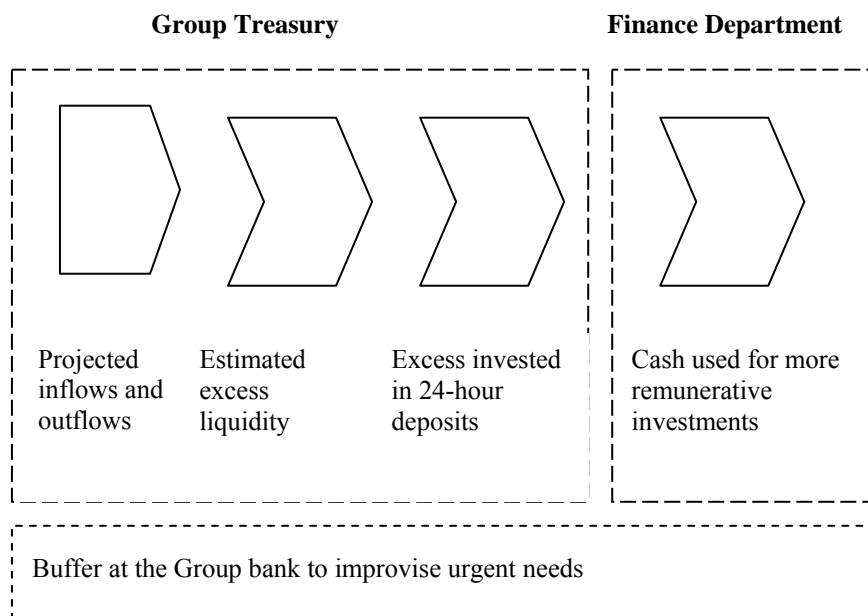 Group Treasury
Finance Department
Projected
inflows and
outflows
Estimated
excess
liquidity
Excess invested
in 24-hour
deposits
Cash used for more
remunerative
investments
Buffer at the Group bank to improvise urgent needs